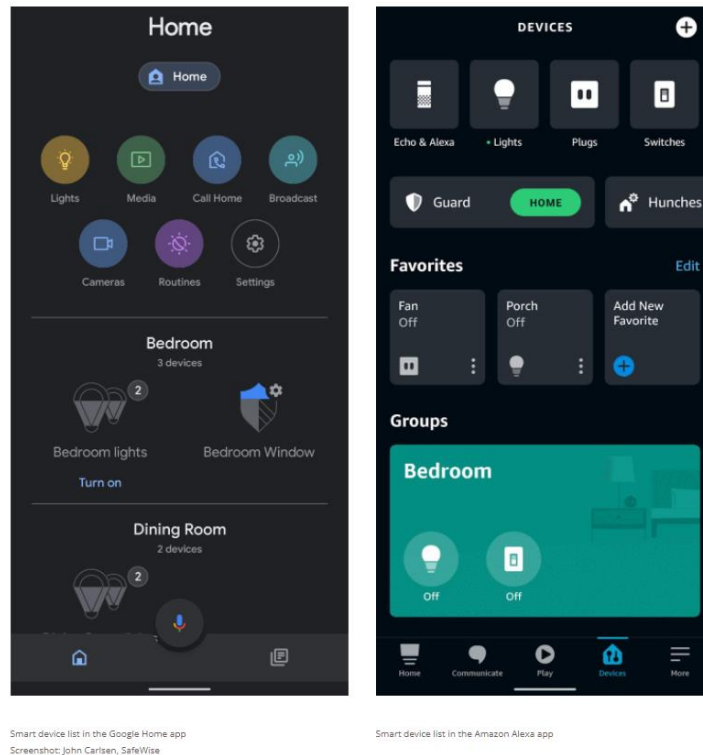 Home
Home
Lights Media Call Home Broadcast
Cameras Routines Settings
Bedroom
3 devices
2
Bedroom lights Bedroom Window
Turn on
Dining Room
2 devices
2
DEVICES
Echo & Alexa Lights Plugs Switches
Guard HOME Hunches
Favorites Edit
Fan Porch Add New
Off Off Favorite
Groups
Bedroom
Off Off
Home Communicate Play Devices More
Smart device list in the Google Home app
Screenshot: John Carlsen, SafeWise
Smart device list in the Amazon Alexa app